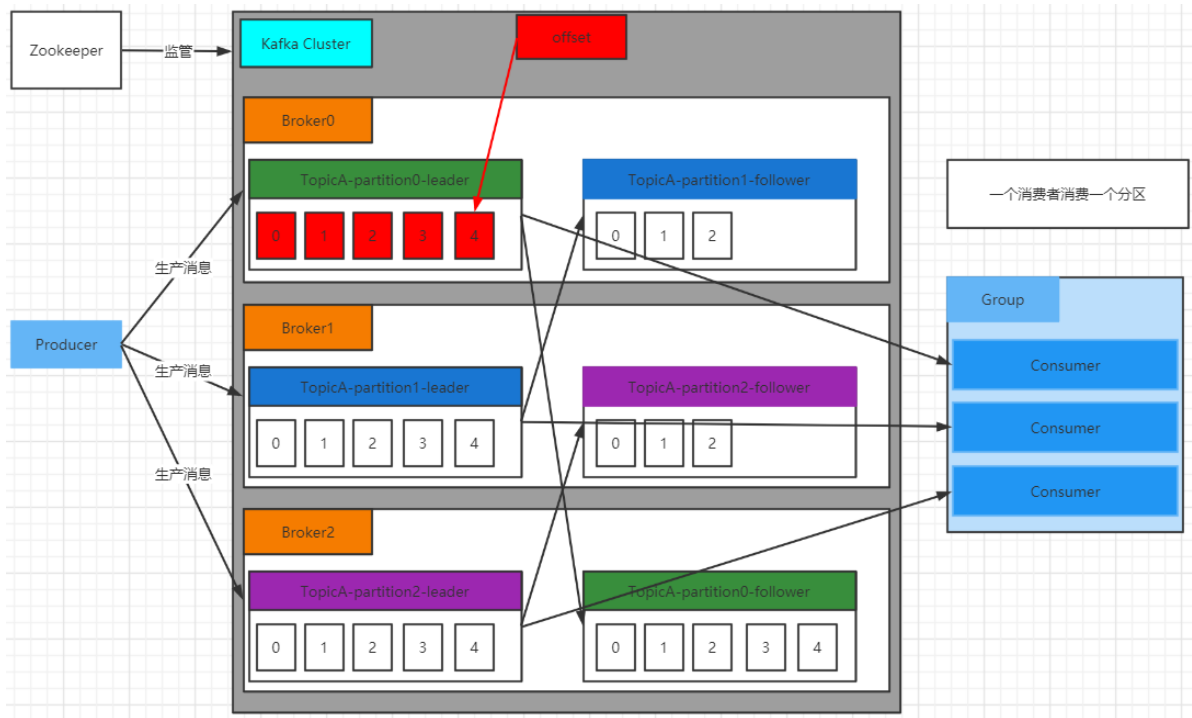 Zookeeper
监管
Kafka Cluster
offset
Broker0
TopicA-partition0-leader
0 1 2 3 4
TopicA-partition1-follower
0 1 2
一个消费者消费一个分区
生产消息
Producer
生产消息
生产消息
Broker1
TopicA-partition1-leader
0 1 2 3 4
TopicA-partition2-follower
0 1 2
Group
Consumer
Consumer
Consumer
Broker2
TopicA-partition2-leader
0 1 2 3 4
TopicA-partition0-follower
0 1 2 3 4